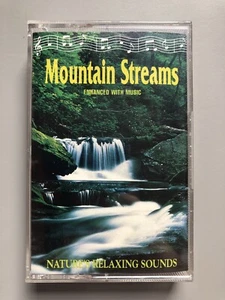 Mountain Streams
ENHANCED WITH MUSIC
NATURE'S RELAXING SOUNDS